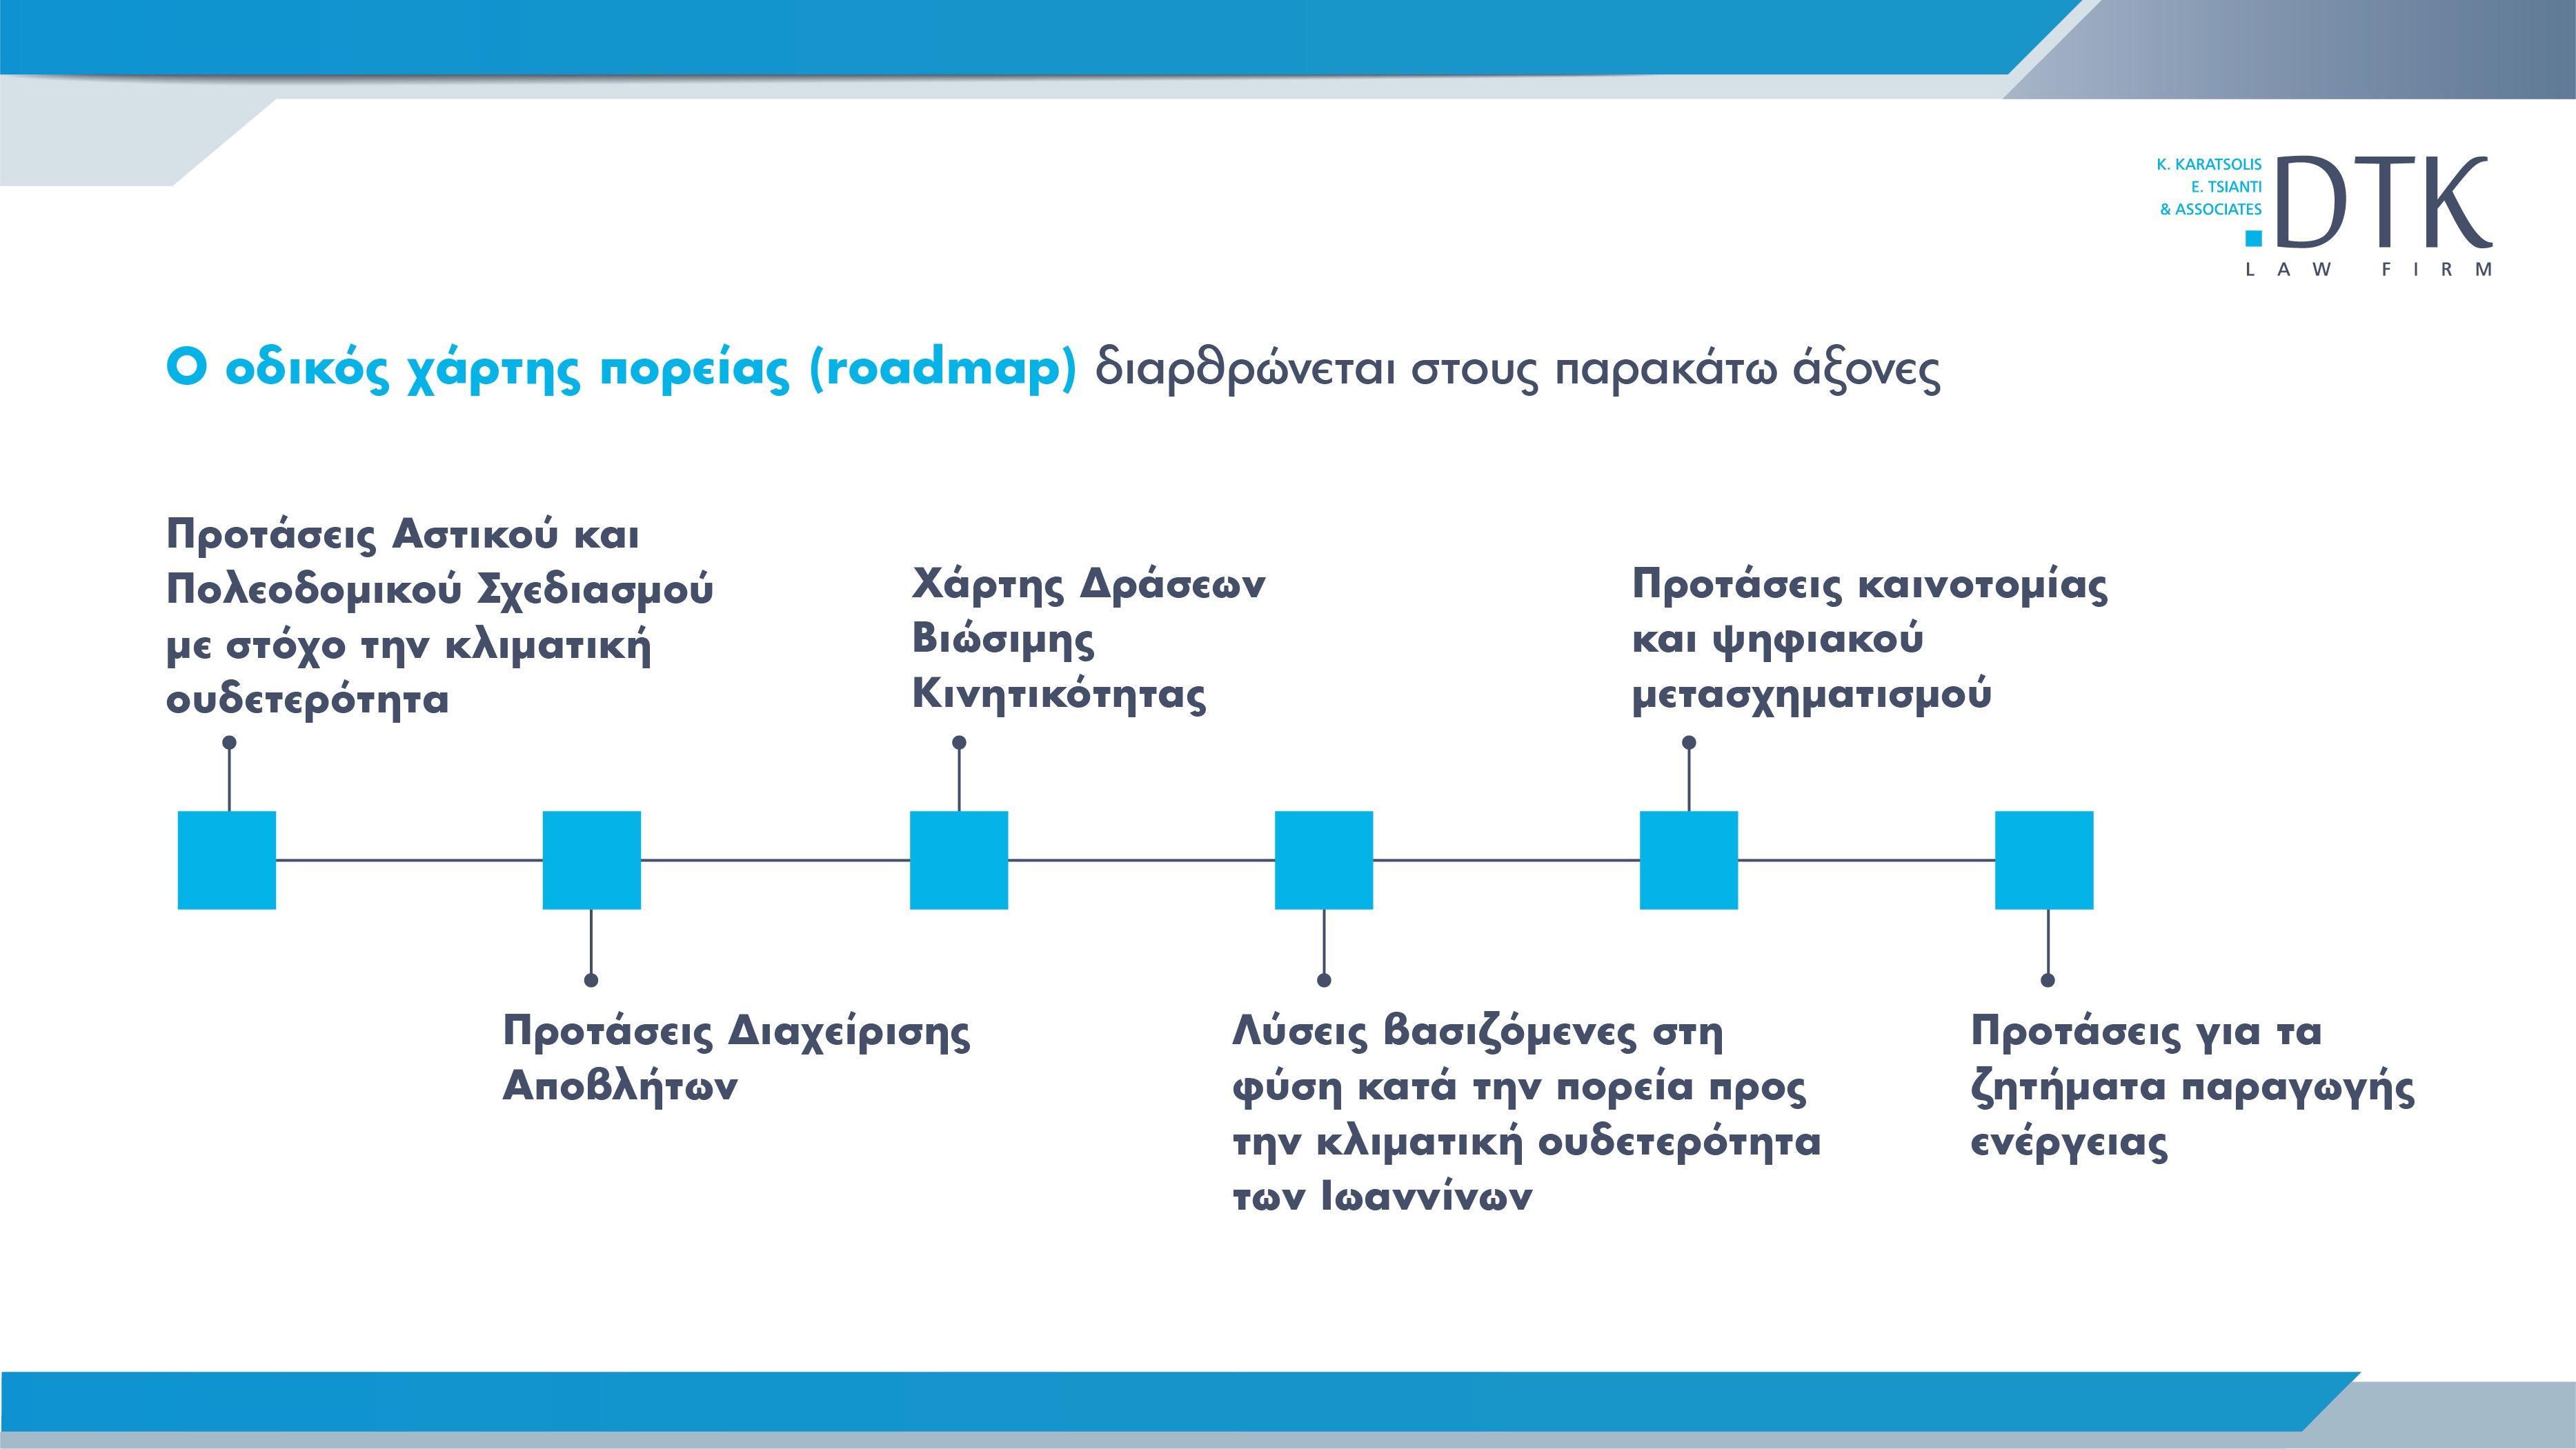 K. KARATSOLIS
E. TSIANTI
& ASSOCIATES
DTK
LAW FIRM
Ο οδικός χάρτης πορείας (roadmap) διαρθρώνεται στους παρακάτω άξονες
Προτάσεις Αστικού και
Πολεοδομικού Σχεδιασμού
με στόχο την κλιματική
ουδετερότητα
Προτάσεις Διαχείρισης
Αποβλήτων
Χάρτης Δράσεων
Βιώσιμης
Κινητικότητας
Λύσεις βασιζόμενες στη
φύση κατά την πορεία προς
την κλιματική ουδετερότητα
των Ιωαννίνων
Προτάσεις καινοτομίας
και ψηφιακού
μετασχηματισμού
Προτάσεις για τα
ζητήματα παραγωγής
ενέργειας